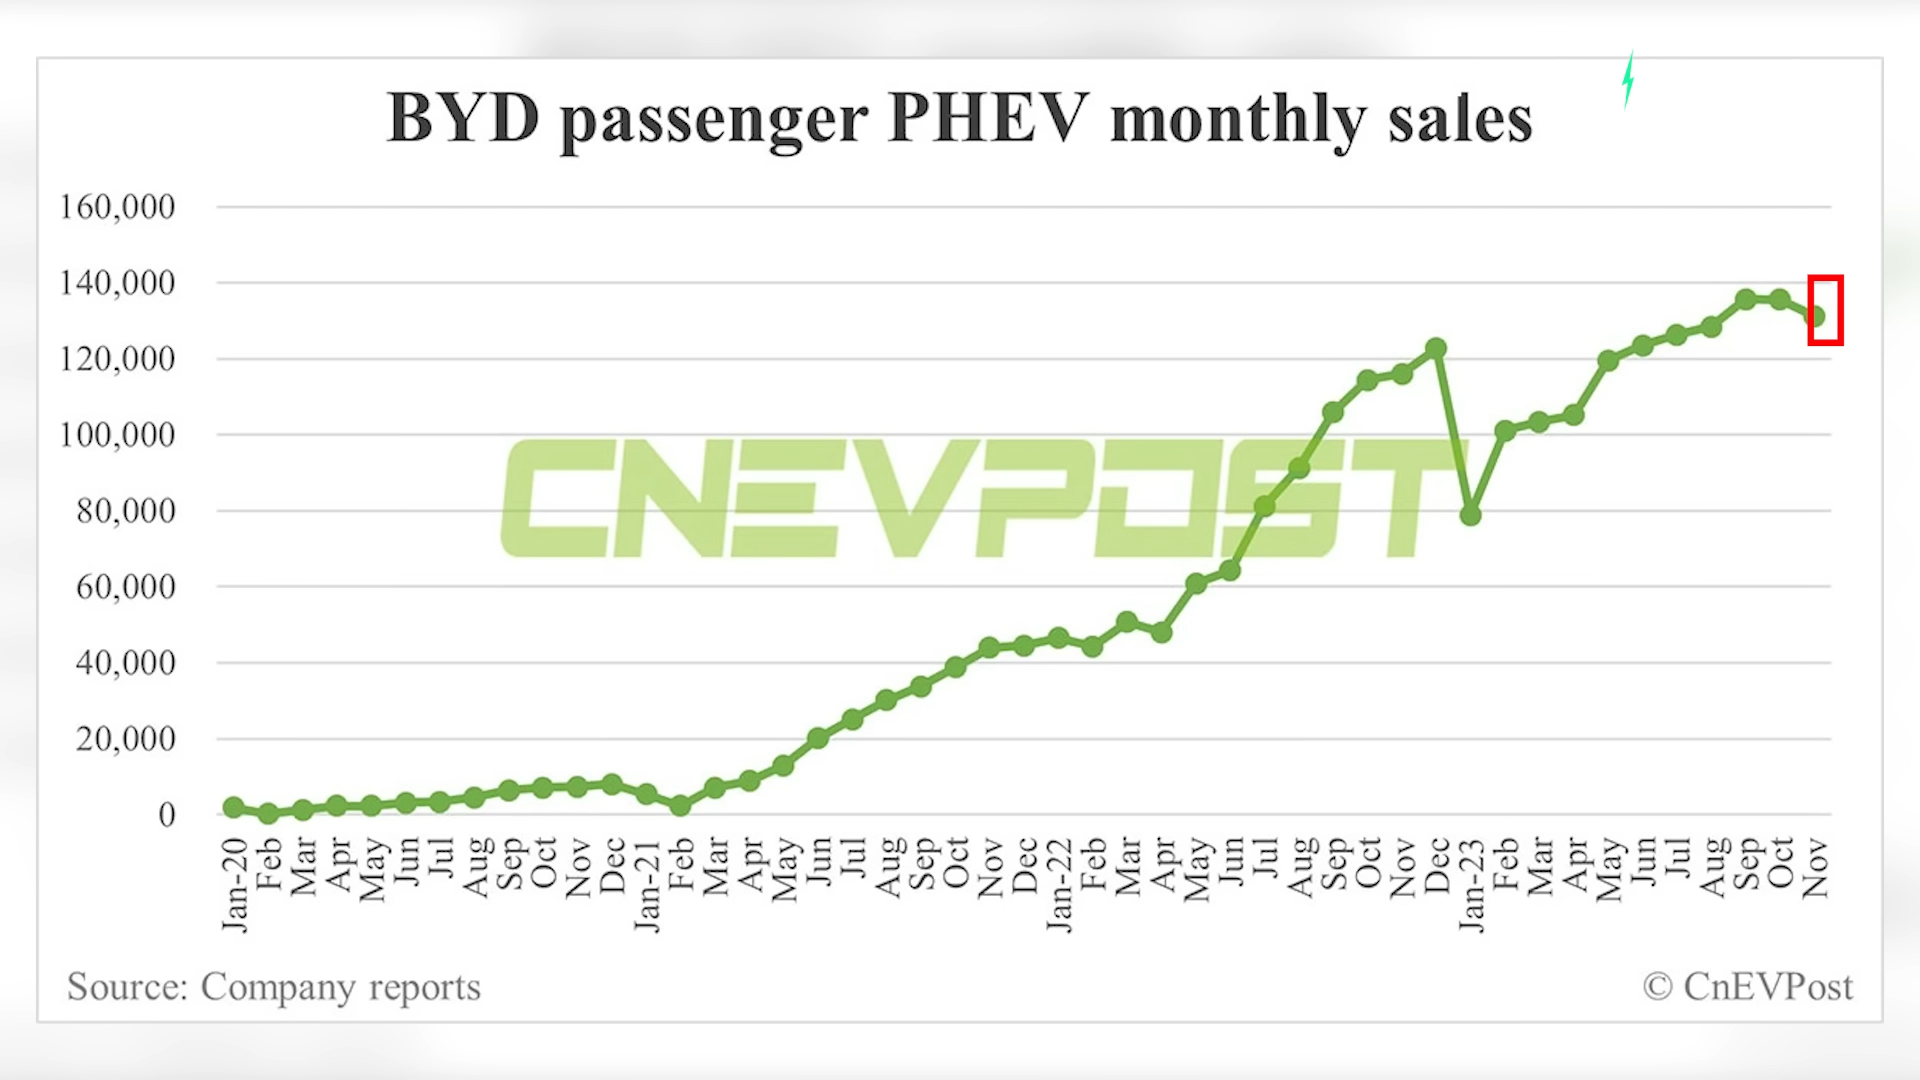 BYD passenger PHEV monthly sales
160,000
140,000
120,000
100,000
80,000
60,000
40,000
20,000
0
CNEVPOST
Jan-20 Feb Mar Apr May Jun Jul Aug Sep Oct Nov Dec Jan-21 Feb Mar Apr May Jun Jul Aug Sep Oct Nov Dec Jan-22 Feb Mar Apr May Jun Jul Aug Sep Oct Nov Dec Jan-23 Feb Mar Apr May Jun Jul Aug Sep Oct Nov
Source: Company reports
© CnEVPost